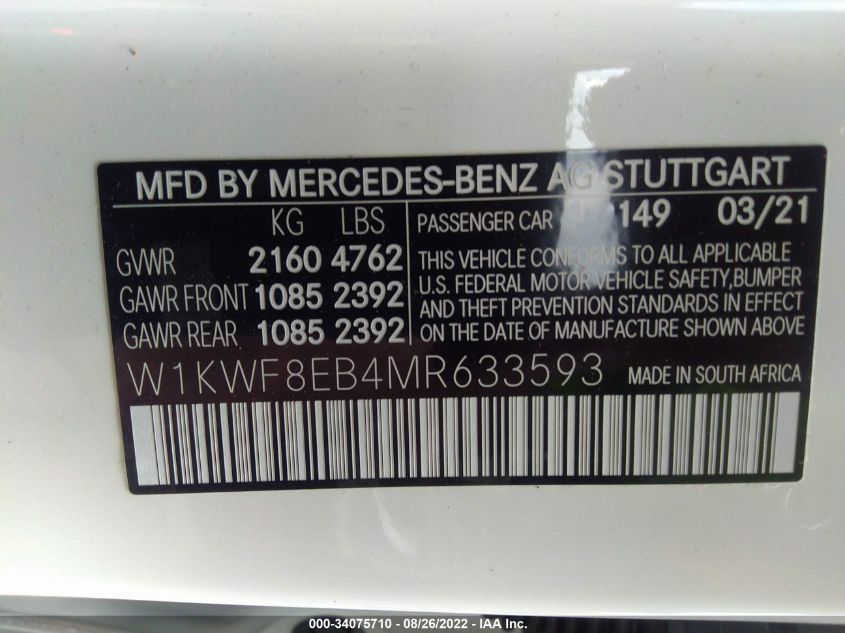 MFD BY MERCEDES-BENZ AG STUTTGART
KG LBS
GVWR 2160 4762
GAWR FRONT 1085 2392
GAWR REAR 1085 2392
PASSENGER CAR 149 03/21
THIS VEHICLE CONFORMS TO ALL APPLICABLE
U.S. FEDERAL MOTOR VEHICLE SAFETY, BUMPER
AND THEFT PREVENTION STANDARDS IN EFFECT
ON THE DATE OF MANUFACTURE SHOWN ABOVE
W1KWF8EB4MR633593 MADE IN SOUTH AFRICA
000-34075710 - 08/26/2022 - © IAA Inc.